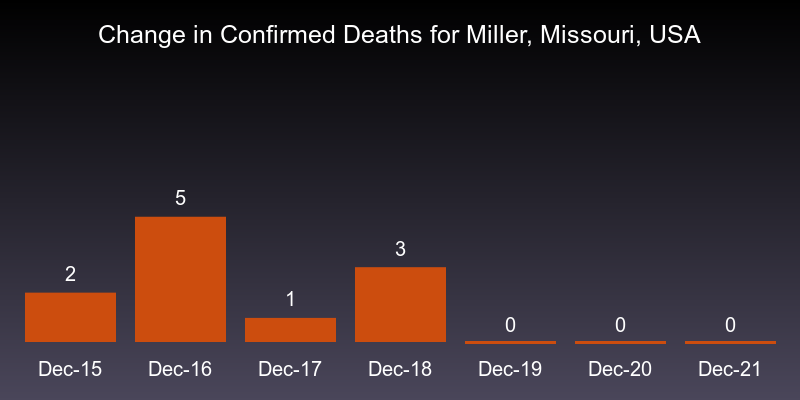 Change in Confirmed Deaths for Miller, Missouri, USA
2
5
1
3
0
0
0
Dec-15
Dec-16
Dec-17
Dec-18
Dec-19
Dec-20
Dec-21